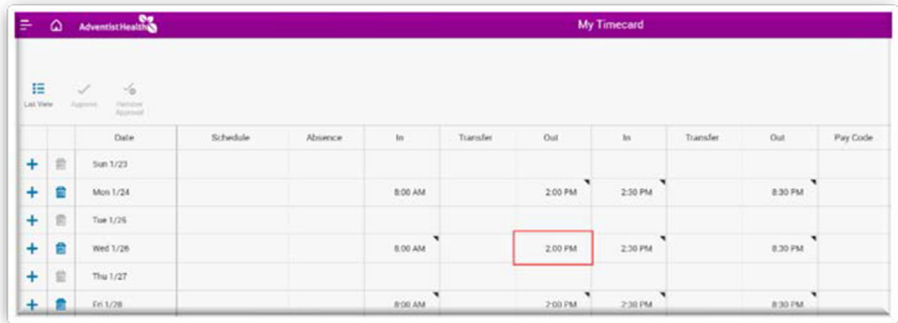 AdventistHealth My Timecard
List View Approve Remove Approval
Date Schedule Absence In Transfer Out In Transfer Out Pay Code
Sun 1/23
Mon 1/24 8:00 AM 2:00 PM 2:30 PM 8:30 PM
Tue 1/25
Wed 1/26 8:00 AM 2:00 PM 2:30 PM 8:30 PM
Thu 1/27
Fri 1/28 8:00 AM 2:00 PM 2:30 PM 8:30 PM